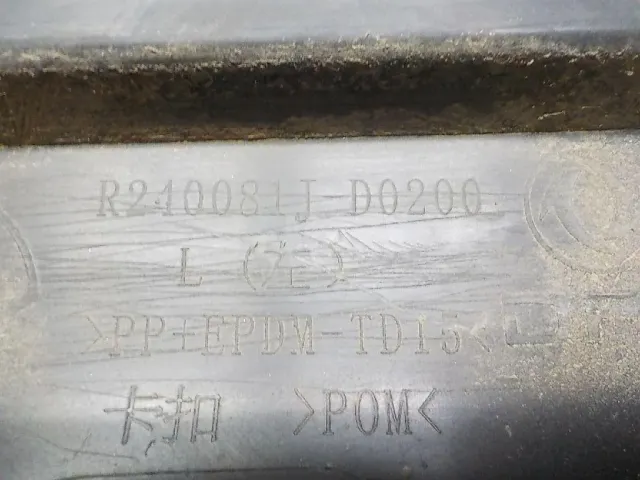 R240081J-D0200
L (左)
>PP+EPDM-TD15<
卡扣 >POM<